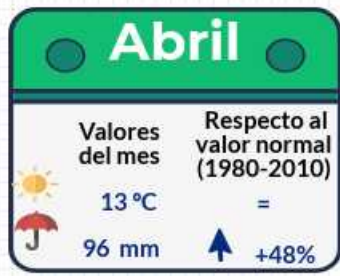 Abril
Valores
del mes
Respecto al
valor normal
(1980-2010)
13 ºC
=
96 mm
+48%